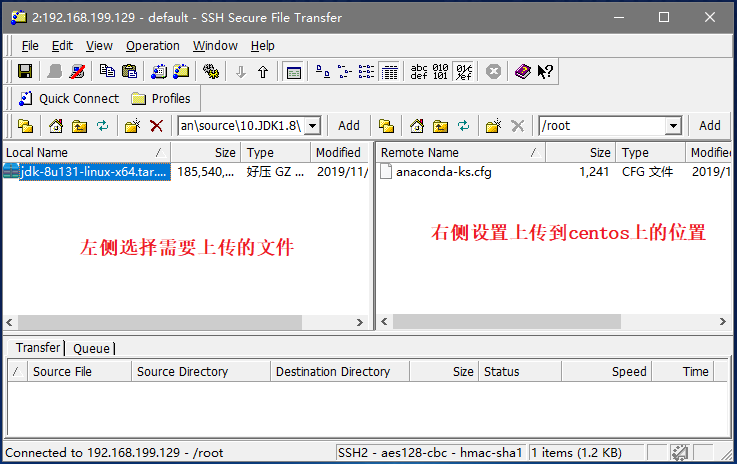 2:192.168.199.129 - default - SSH Secure File Transfer
File Edit View Operation Window Help
abc def 010 101 0/¢ /ef
Quick Connect Profiles
an\source\10.JDK1.8\ Add /root Add
Local Name / Size Type Modified Remote Name / Size Type Modified
jdk-8u131-linux-x64.tar.... 185,540,... 好压 GZ ... 2019/11/ anaconda-ks.cfg 1,241 CFG 文件 2019/1
左侧选择需要上传的文件
右侧设置上传到centos上的位置
Transfer Queue
/ Source File Source Directory Destination Directory Size Status Speed Time
Connected to 192.168.199.129 - /root SSH2 - aes128-cbc - hmac-sha1 1 items (1.2 KB)